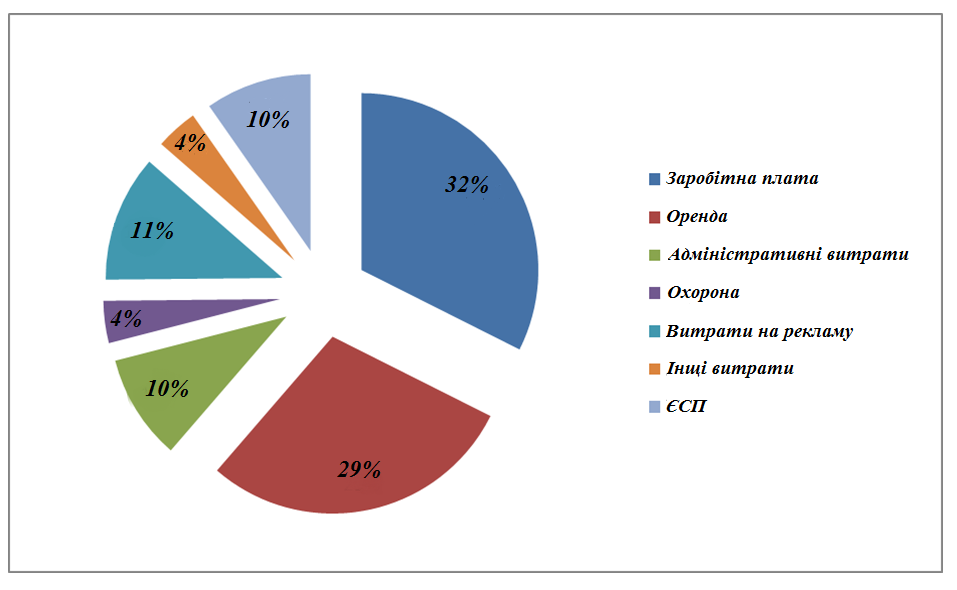 10%
4%
32%
11%
4%
10%
29%
Заробітна плата
Оренда
Адміністративні витрати
Охорона
Витрати на рекламу
Інщі витрати
ЄСП